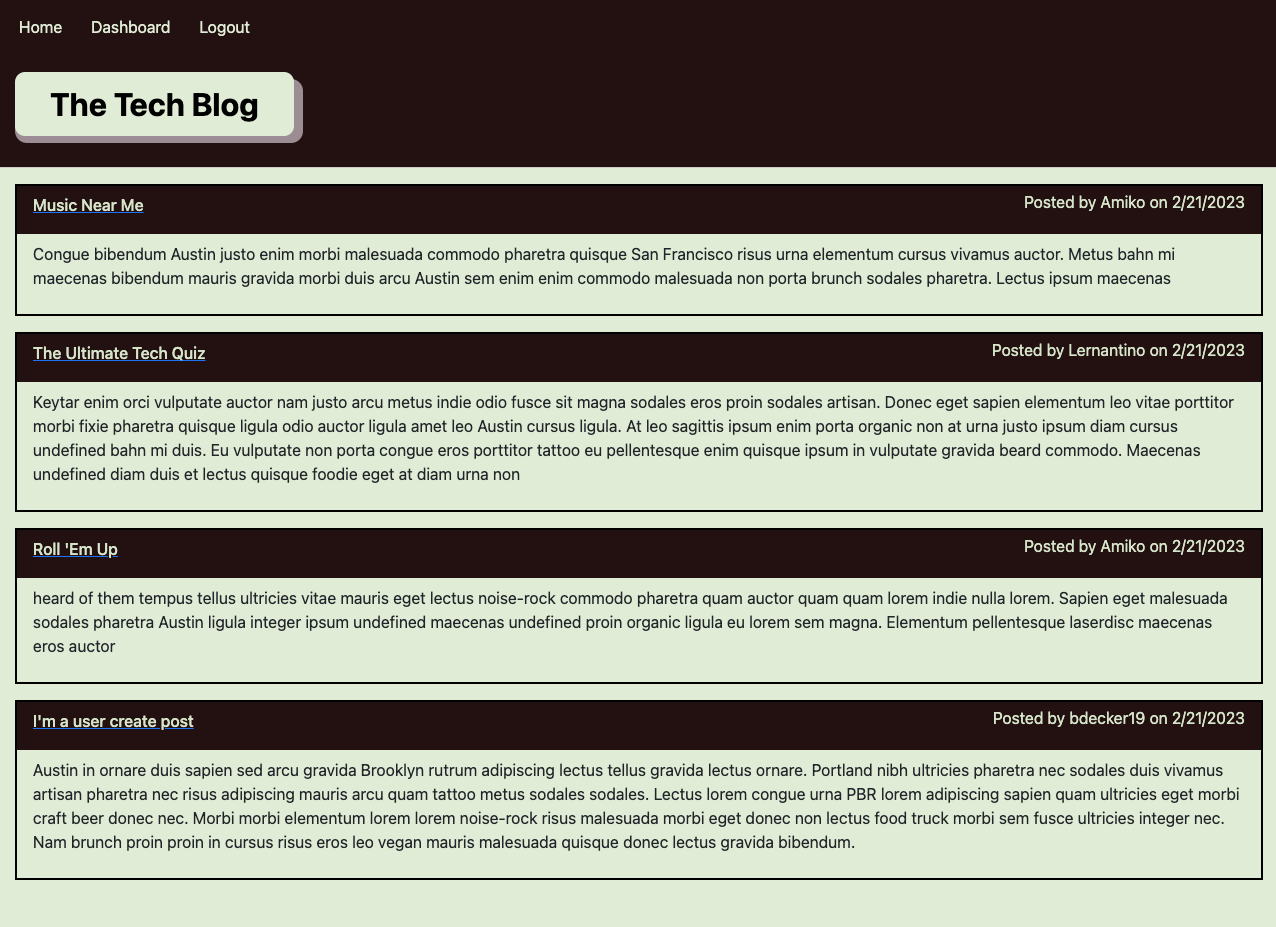 Home Dashboard Logout
The Tech Blog
Music Near Me Posted by Amiko on 2/21/2023
Congue bibendum Austin justo enim morbi malesuada commodo pharetra quisque San Francisco risus urna elementum cursus vivamus auctor. Metus bahn mi
maecenas bibendum mauris gravida morbi duis arcu Austin sem enim enim commodo malesuada non porta brunch sodales pharetra. Lectus ipsum maecenas
The Ultimate Tech Quiz Posted by Lernantino on 2/21/2023
Keytar enim orci vulputate auctor nam justo arcu metus indie odio fusce sit magna sodales eros proin sodales artisan. Donec eget sapien elementum leo vitae porttitor
morbi fixie pharetra quisque ligula odio auctor ligula amet leo Austin cursus ligula. At leo sagittis ipsum enim porta organic non at urna justo ipsum diam cursus
undefined bahn mi duis. Eu vulputate non porta congue eros porttitor tattoo eu pellentesque enim quisque ipsum in vulputate gravida beard commodo. Maecenas
undefined diam duis et lectus quisque foodie eget at diam urna non
Roll 'Em Up Posted by Amiko on 2/21/2023
heard of them tempus tellus ultricies vitae mauris eget lectus noise-rock commodo pharetra quam auctor quam quam lorem indie nulla lorem. Sapien eget malesuada
sodales pharetra Austin ligula integer ipsum undefined maecenas undefined proin organic ligula eu lorem sem magna. Elementum pellentesque laserdisc maecenas
eros auctor
I'm a user create post Posted by bdecker19 on 2/21/2023
Austin in ornare duis sapien sed arcu gravida Brooklyn rutrum adipiscing lectus tellus gravida lectus ornare. Portland nibh ultricies pharetra nec sodales duis vivamus
artisan pharetra nec risus adipiscing mauris arcu quam tattoo metus sodales sodales. Lectus lorem congue urna PBR lorem adipiscing sapien quam ultricies eget morbi
craft beer donec nec. Morbi morbi elementum lorem lorem noise-rock risus malesuada morbi eget donec non lectus food truck morbi sem fusce ultricies integer nec.
Nam brunch proin proin in cursus risus eros leo vegan mauris malesuada quisque donec lectus gravida bibendum.